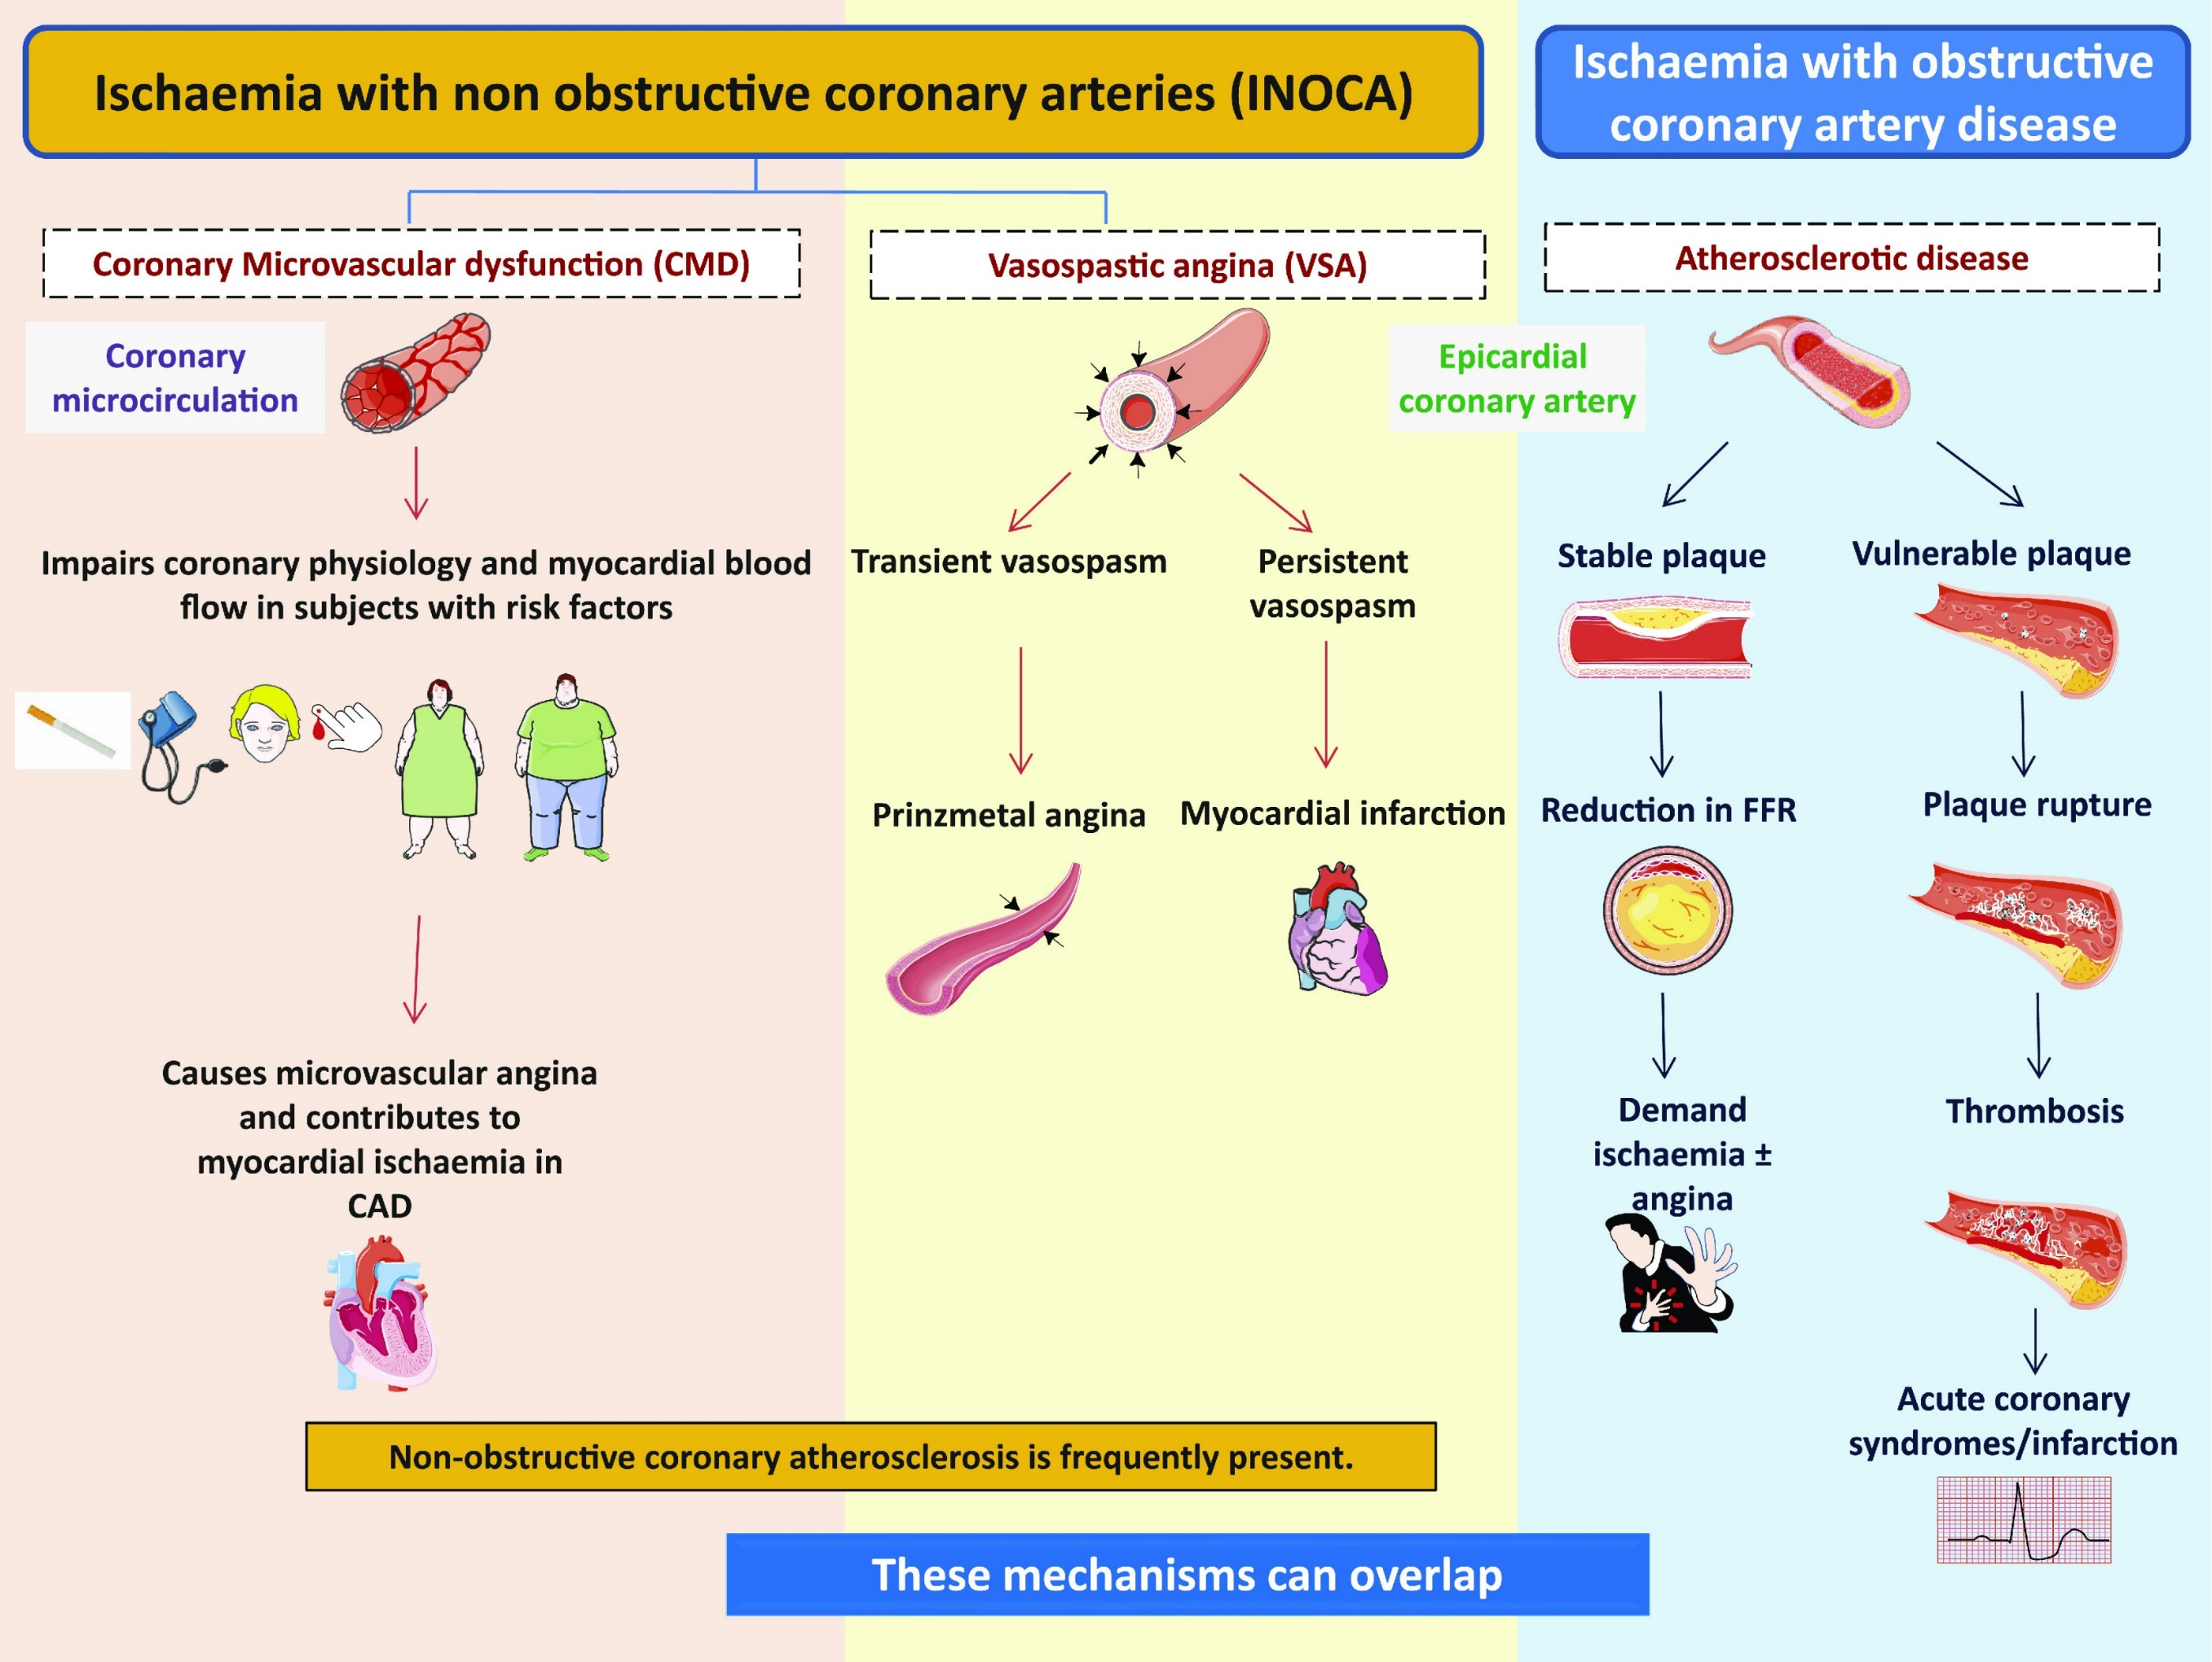 Ischaemia with non obstructive coronary arteries (INOCA)
Ischaemia with obstructive
coronary artery disease
Coronary Microvascular dysfunction (CMD)
Vasospastic angina (VSA)
Atherosclerotic disease
Coronary
microcirculation
Epicardial
coronary artery
Impairs coronary physiology and myocardial blood
flow in subjects with risk factors
Transient vasospasm
Persistent
vasospasm
Stable plaque
Vulnerable plaque
Prinzmetal angina
Myocardial infarction
Reduction in FFR
Plaque rupture
Causes microvascular angina
and contributes to
myocardial ischaemia in
CAD
Demand
ischaemia ±
angina
Thrombosis
Acute coronary
syndromes/infarction
Non-obstructive coronary atherosclerosis is frequently present.
These mechanisms can overlap